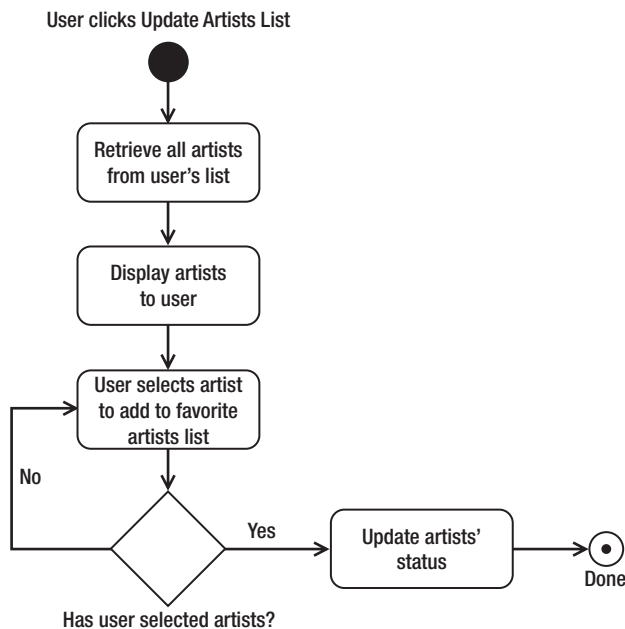 User clicks Update Artists List
Retrieve all artists
from user's list
Display artists
to user
User selects artist
to add to favorite
artists list
No
Yes
Update artists'
status
Done
Has user selected artists?